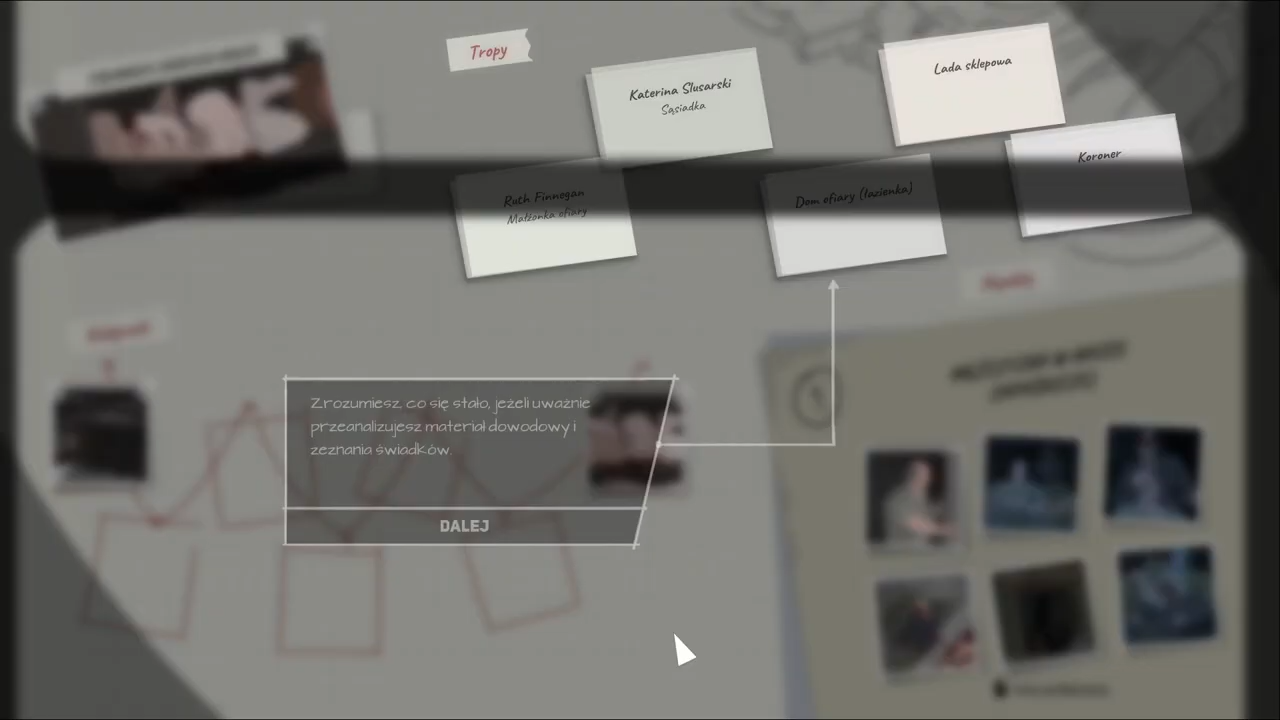 Tropy
Katerina Slusarski
Sąsiadka
Lada sklepowa
Koroner
Ruth Finnegan
Małżonka ofiary
Dom ofiary (łazienka)
Zrozumiesz, co się stało, jeżeli uważnie
przeanalizujesz materiał dowodowy i
zeznania świadków.
DALEJ